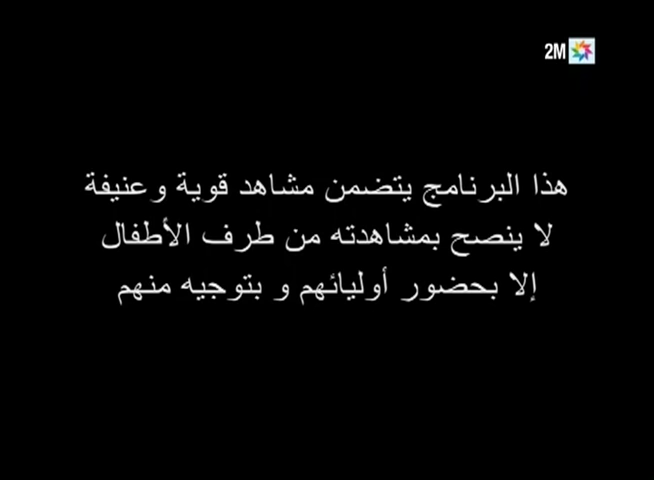 2M
هذا البرنامج يتضمن مشاهد قوية وعنيفة
لا ينصح بمشاهدته من طرف الأطفال
إلا بحضور أوليائهم و بتوجيه منهم